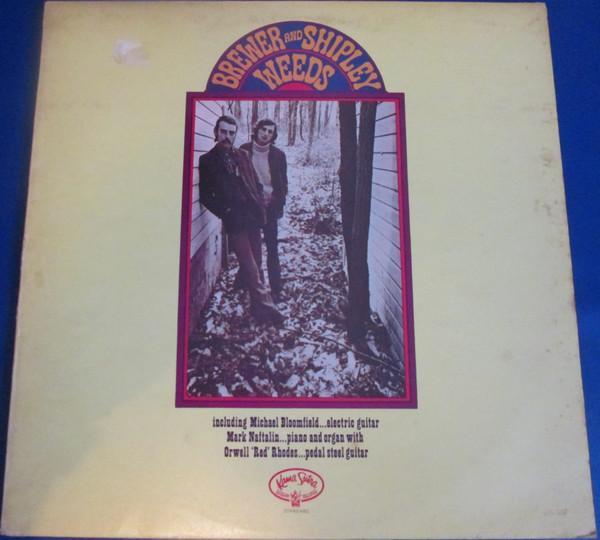 BREWER AND SHIPLEY
WEEDS
including Michael Bloomfield...electric guitar
Mark Naftalin...piano and organ with
Orwell 'Red' Rhodes...pedal steel guitar
Kama Sutra